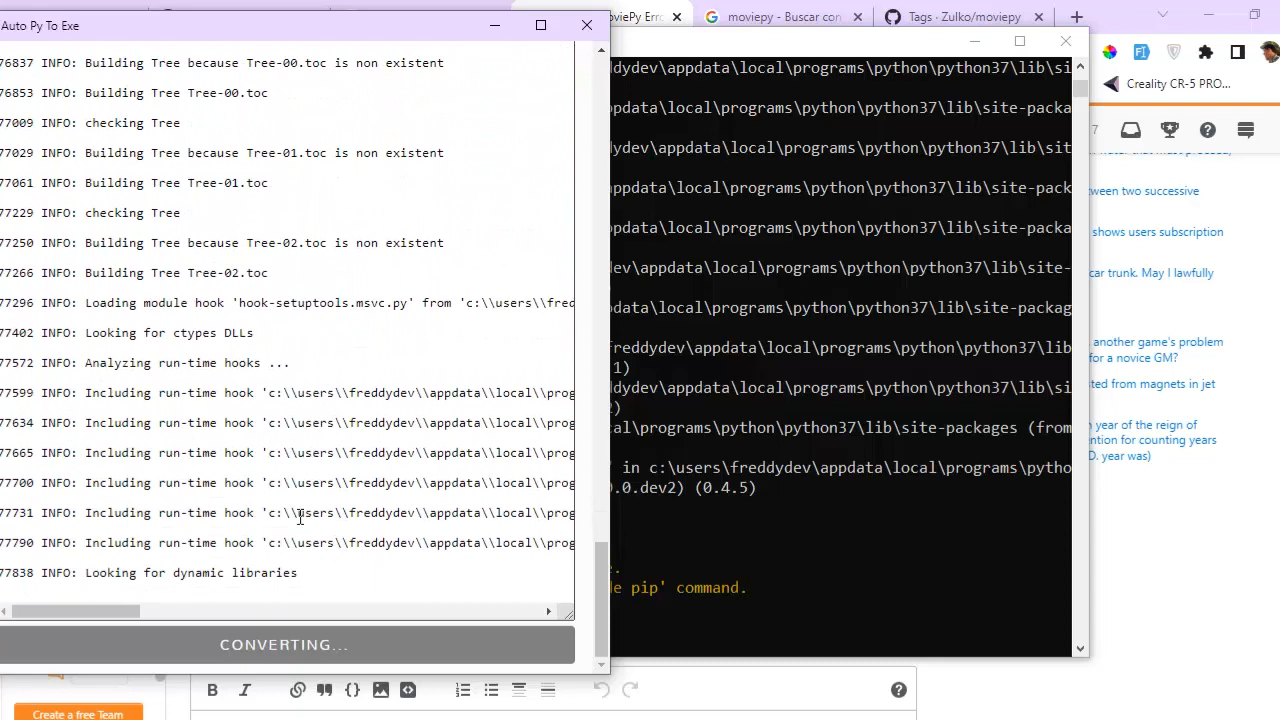 Auto Py To Exe
viePy Erro
moviepy - Buscar con
Tags · Zulko/moviepy
76837 INFO: Building Tree because Tree-00.toc is non existent
76853 INFO: Building Tree Tree-00.toc
77009 INFO: checking Tree
77029 INFO: Building Tree because Tree-01.toc is non existent
77061 INFO: Building Tree Tree-01.toc
77229 INFO: checking Tree
77250 INFO: Building Tree because Tree-02.toc is non existent
77266 INFO: Building Tree Tree-02.toc
77296 INFO: Loading module hook 'hook-setuptools.msvc.py' from 'c:\\users\\fred
77402 INFO: Looking for ctypes DLLs
77572 INFO: Analyzing run-time hooks ...
77599 INFO: Including run-time hook 'c:\\users\\freddydev\\appdata\\local\\prog
77634 INFO: Including run-time hook 'c:\\users\\freddydev\\appdata\\local\\prog
77665 INFO: Including run-time hook 'c:\\users\\freddydev\\appdata\\local\\prog
77700 INFO: Including run-time hook 'c:\\users\\freddydev\\appdata\\local\\prog
77731 INFO: Including run-time hook 'c:\\users\\freddydev\\appdata\\local\\prog
77790 INFO: Including run-time hook 'c:\\users\\freddydev\\appdata\\local\\prog
77838 INFO: Looking for dynamic libraries
CONVERTING...
ddydev\appdata\local\programs\python\python37\lib\si
ppdata\local\programs\python\python37\lib\site-packa
ydev\appdata\local\programs\python\python37\lib\sit
ppdata\local\programs\python\python37\lib\site-pack
pdata\local\programs\python\python37\lib\site-packa
dev\appdata\local\programs\python\python37\lib\site-
data\local\programs\python\python37\lib\site-packag
freddydev\appdata\local\programs\python\python37\lib
1)
ddydev\appdata\local\programs\python\python37\lib\si
2)
cal\programs\python\python37\lib\site-packages (from
' in c:\users\freddydev\appdata\local\programs\pytho
0.0.dev2) (0.4.5)
e.
de pip' command.
FI
Creality CR-5 PRO...
7
tween two successive
shows users subscription
car trunk. May I lawfully
another game's problem
for a novice GM?
sted from magnets in jet
n year of the reign of
ention for counting years
D. year was)
Create a free Team
B I